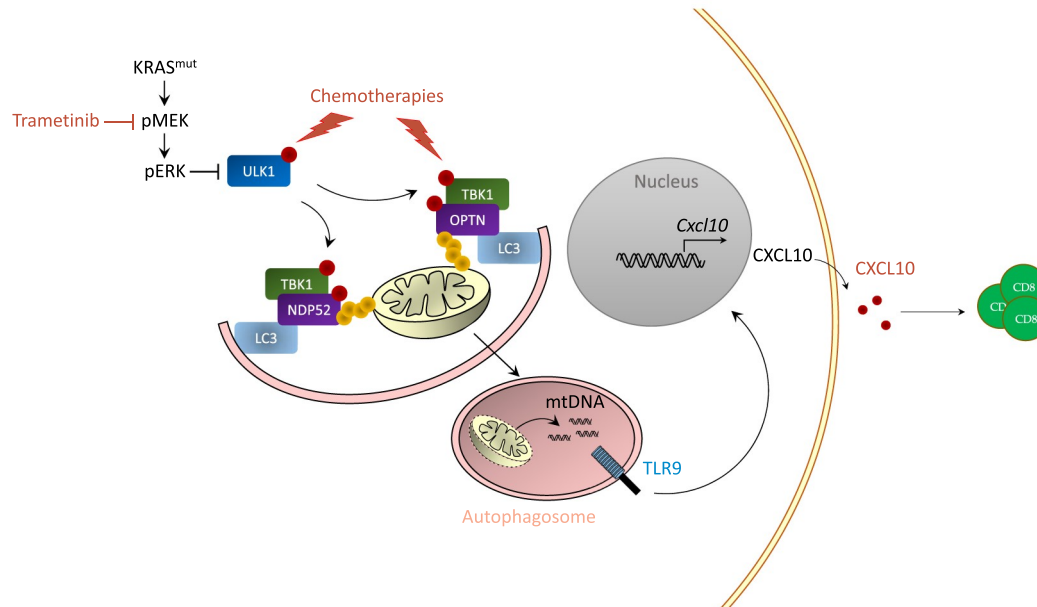 KRASmut
Chemotherapies
Trametinib
pMEK
pERK
ULK1
Nucleus
TBK1
OPTN
LC3
Cxcl10
CXCL10
CXCL10
TBK1
NDP52
LC3
CD8
CD
CD8
mtDNA
TLR9
Autophagosome